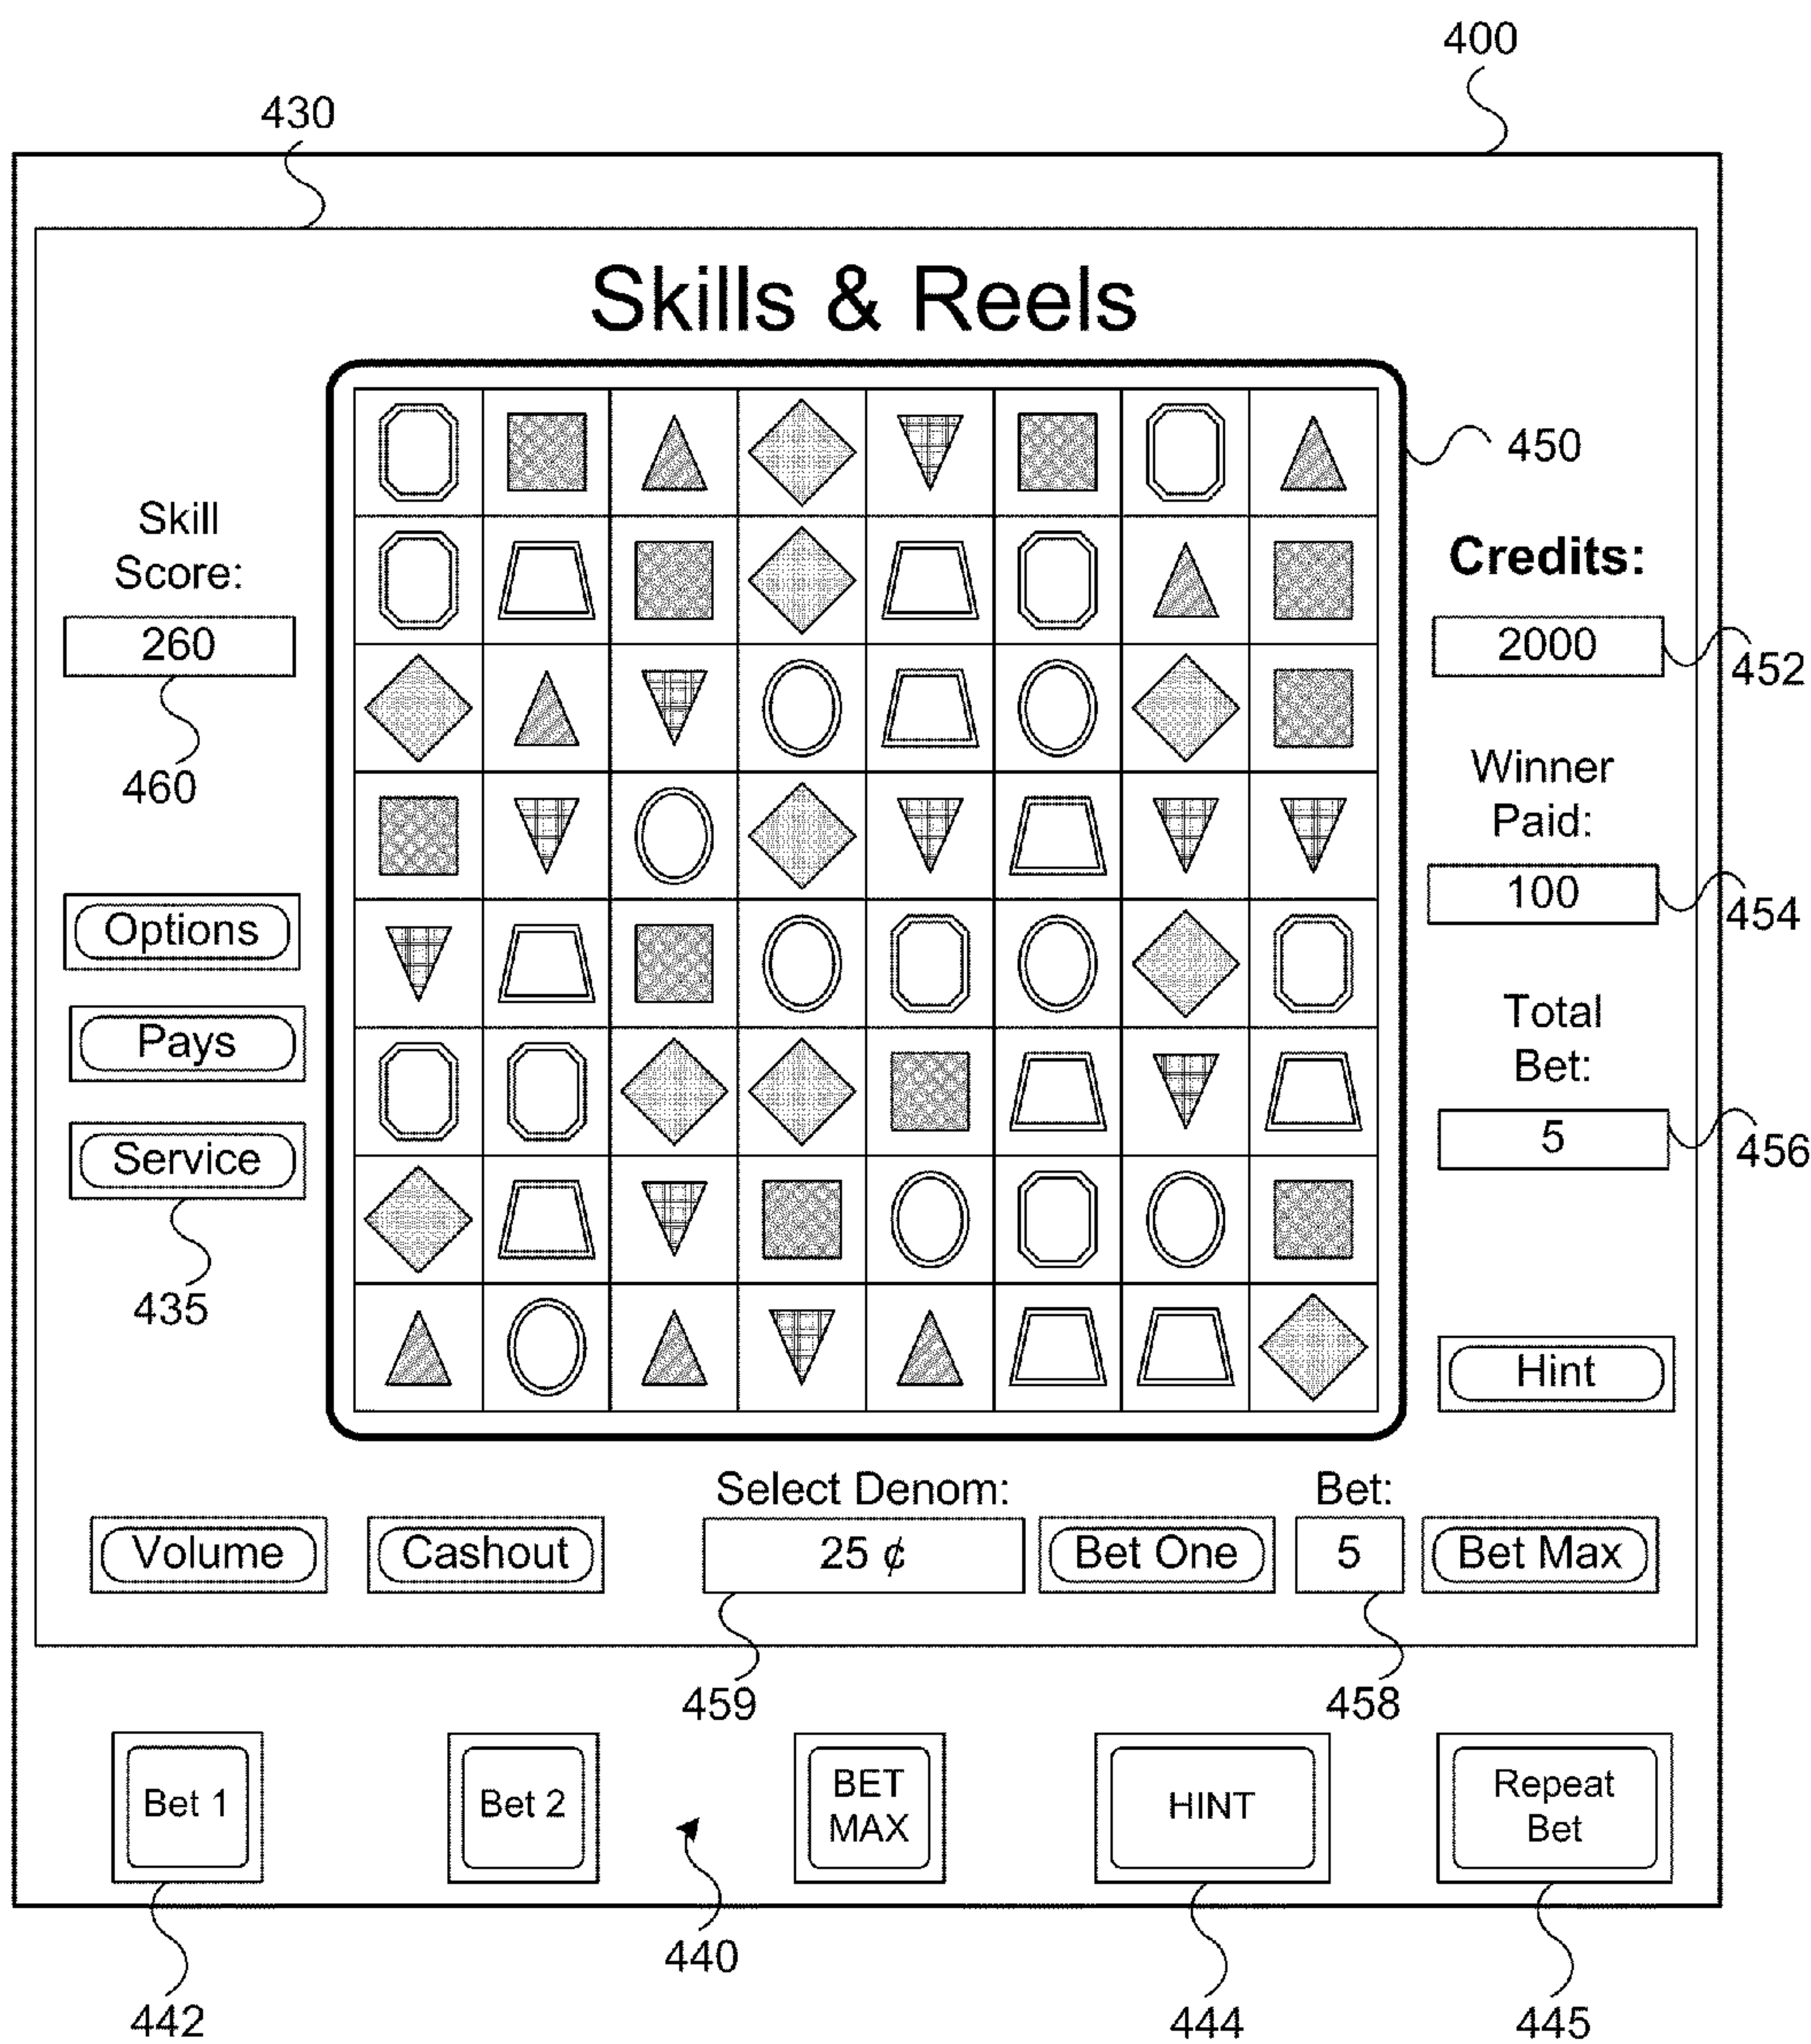 400
430
Skills & Reels
450
Skill
Score:
260
460
Credits:
2000
452
Winner
Paid:
100
454
Options
Pays
Service
435
Total
Bet:
5
456
Hint
Select Denom:
Bet:
Volume
Cashout
25 ¢
Bet One
5
Bet Max
459
458
Bet 1
Bet 2
BET
MAX
HINT
Repeat
Bet
442
440
444
445